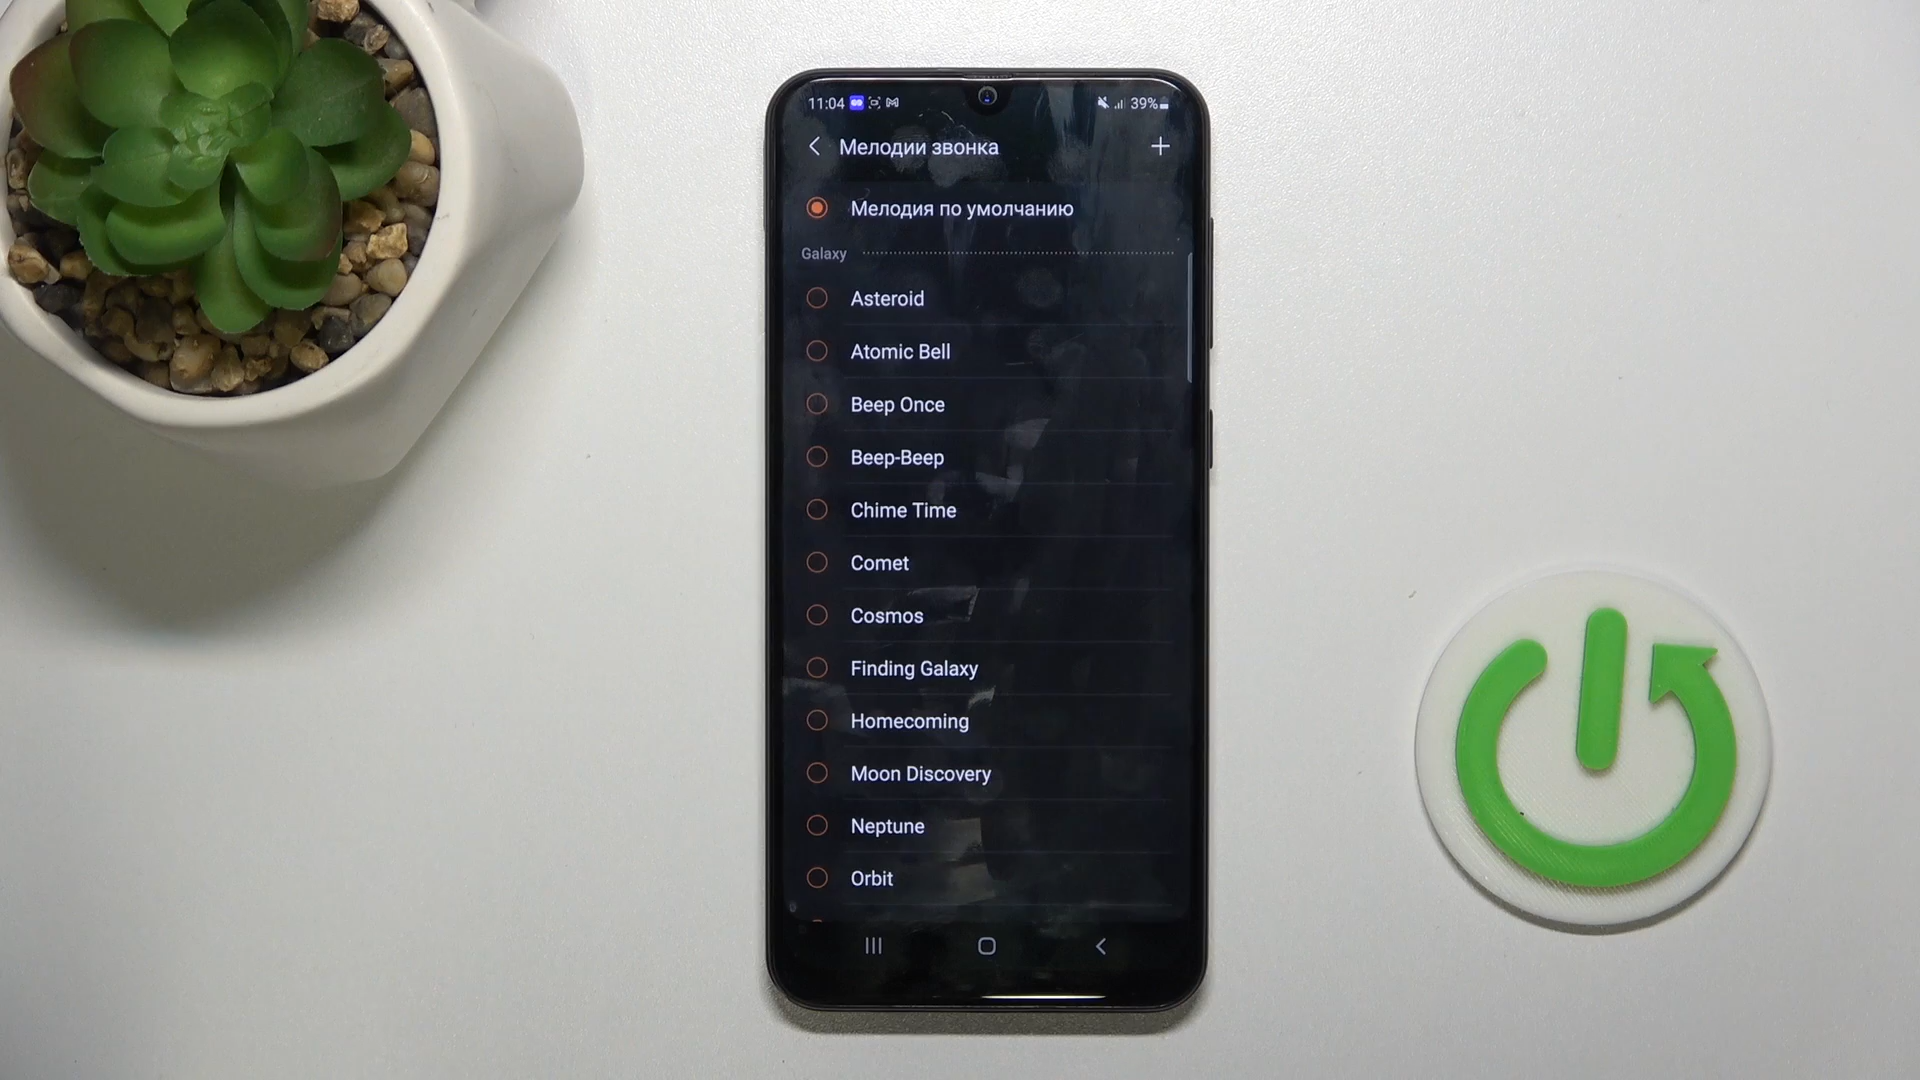 11:04 39%
Мелодии звонка
Мелодия по умолчанию
Galaxy
Asteroid
Atomic Bell
Beep Once
Beep-Beep
Chime Time
Comet
Cosmos
Finding Galaxy
Homecoming
Moon Discovery
Neptune
Orbit